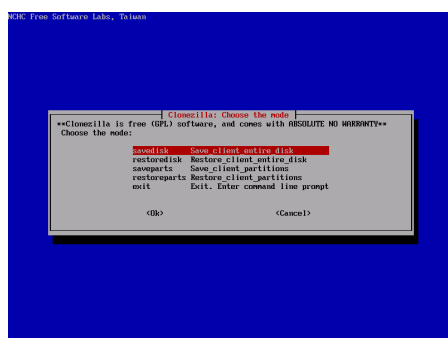 NCHC Free Software Labs, Taiwan
Clonezilla: Choose the mode
**Clonezilla is free (GPL) software, and comes with ABSOLUTE NO WARRANTY**
Choose the mode:
savedisk Save_client_entire_disk
restoredisk Restore_client_entire_disk
saveparts Save_client_partitions
restoreparts Restore_client_partitions
exit Exit. Enter command line prompt
<Ok> <Cancel>